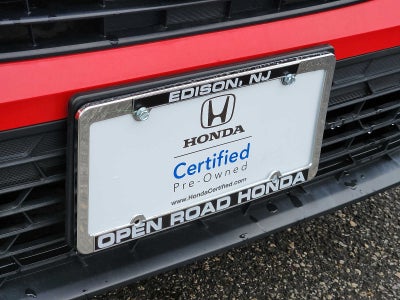 EDISON, NJ
HONDA
Certified
Pre-Owned
www.HondaCertified.com
OPEN ROAD HONDA